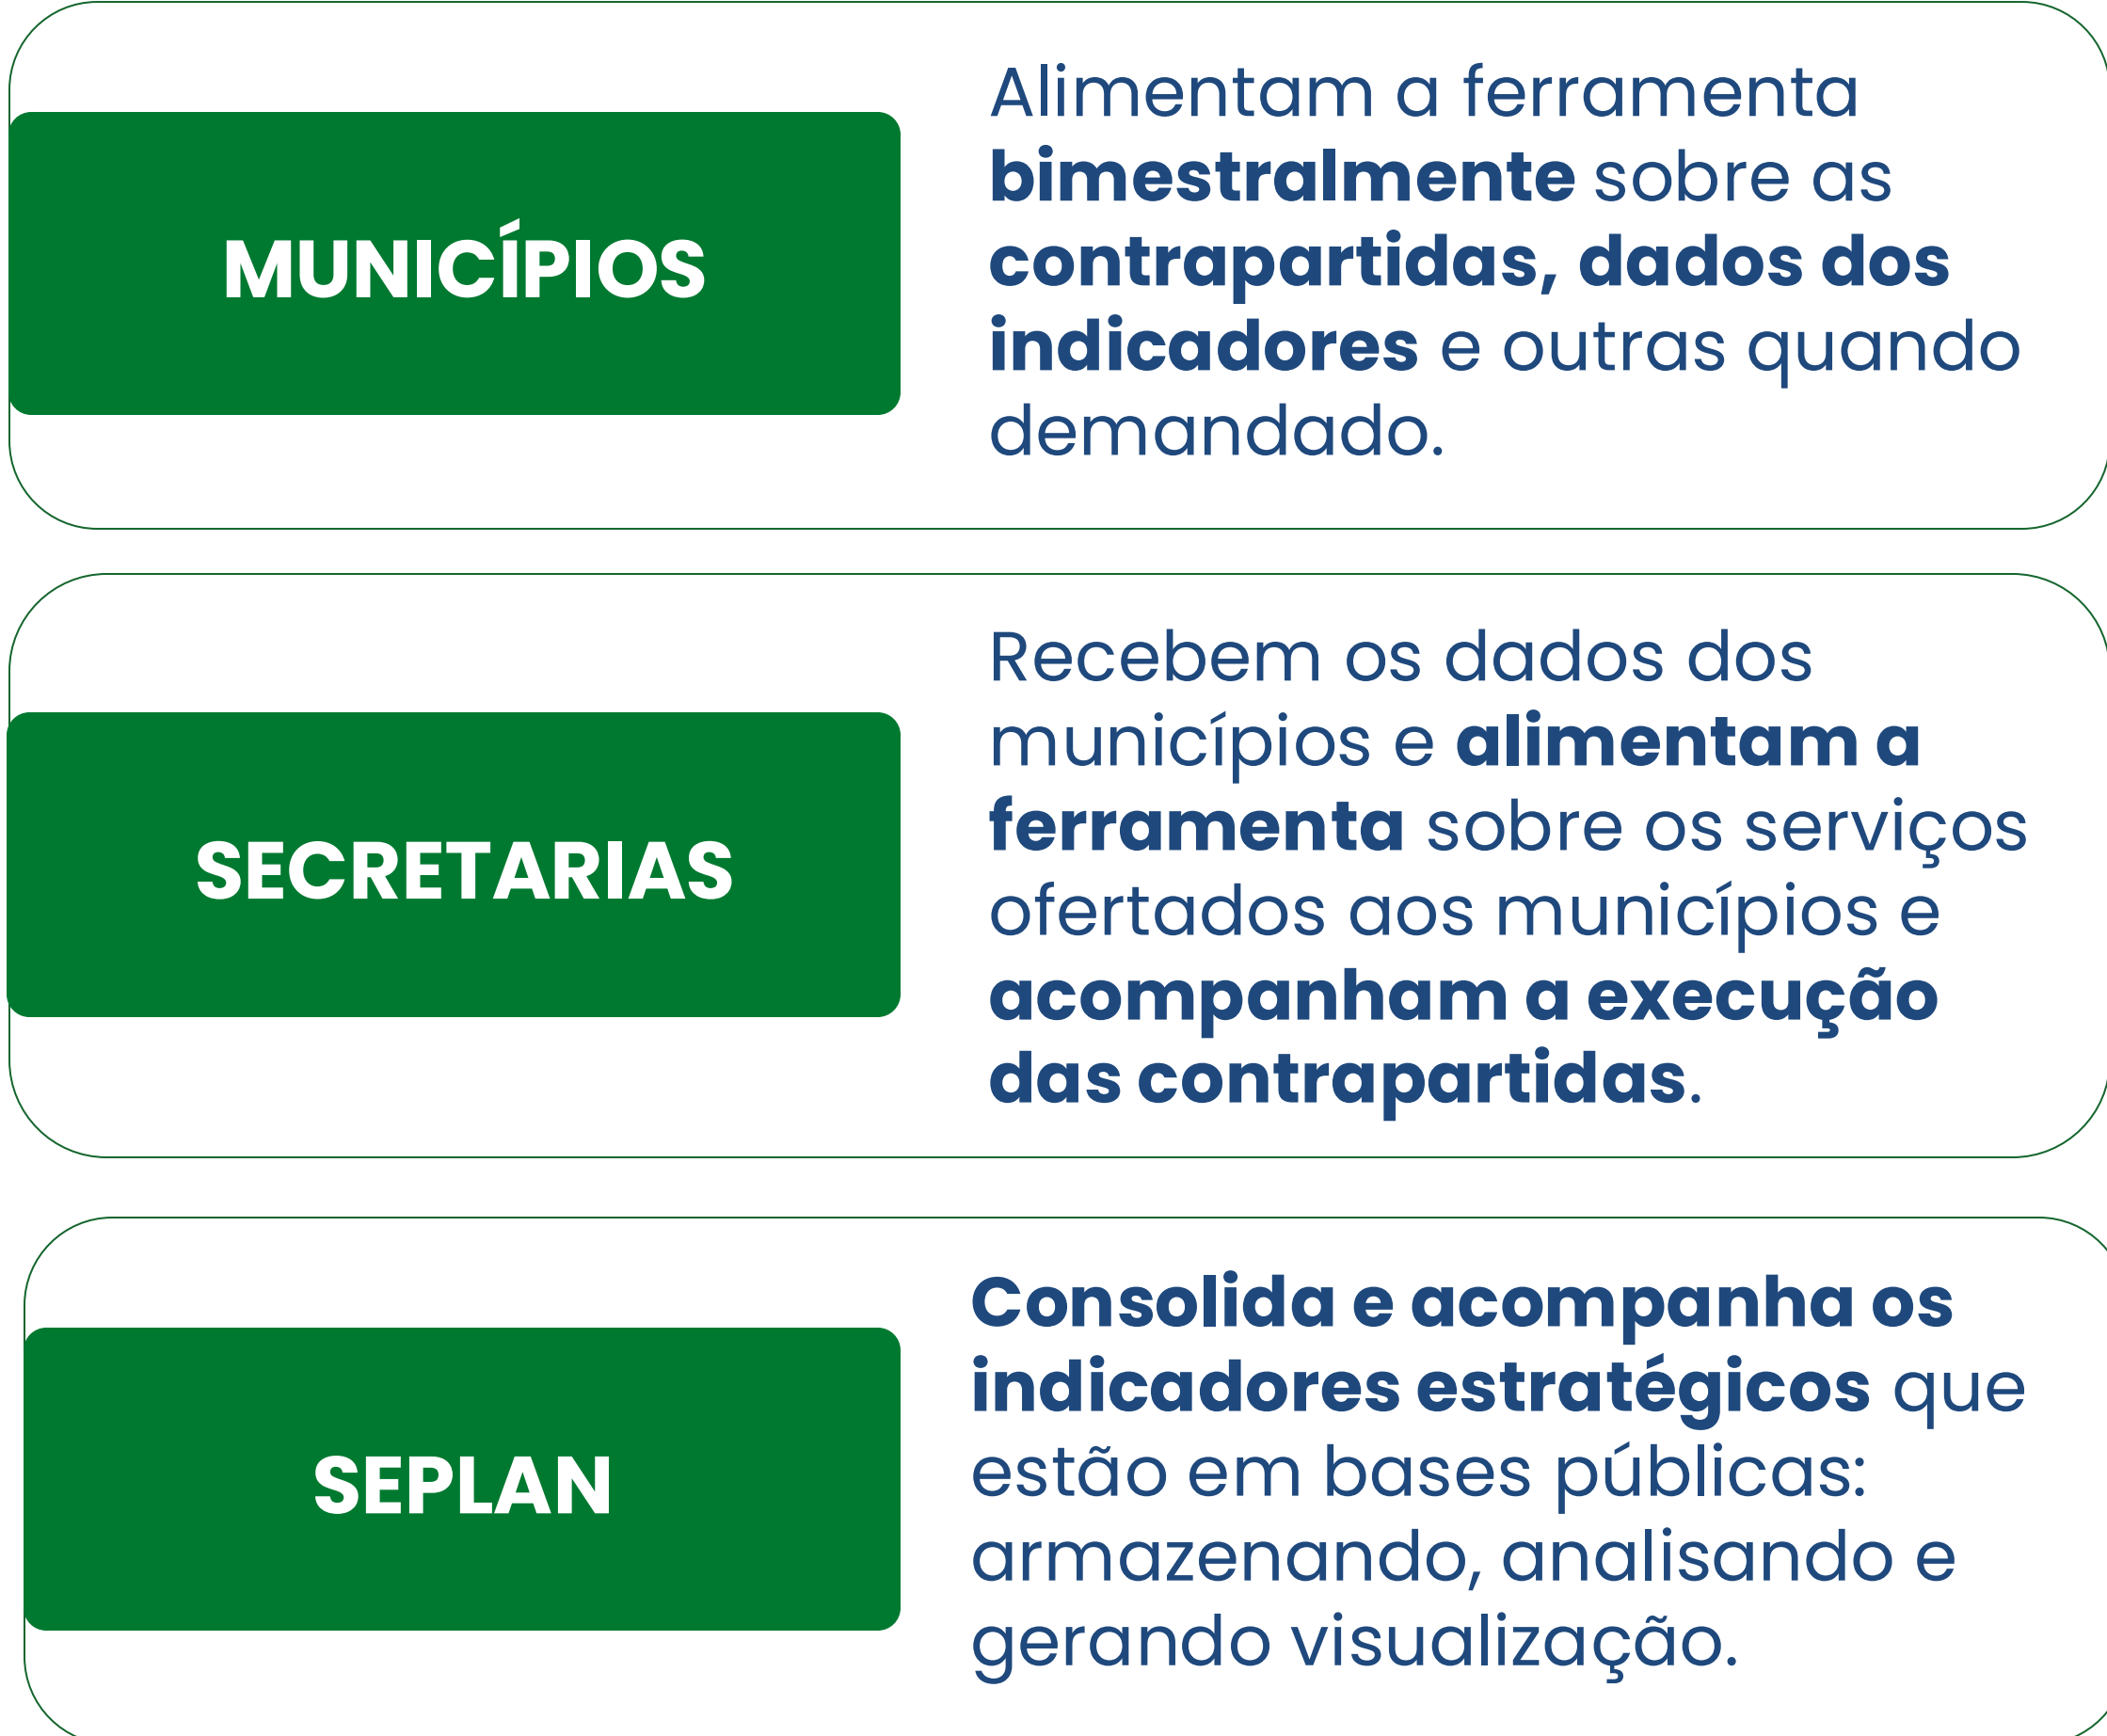 MUNICÍPIOS
Alimentam a ferramenta
bimestralmente sobre as
contrapartidas, dados dos
indicadores e outras quando
demandado.
SECRETARIAS
Recebem os dados dos
municípios e alimentam a
ferramenta sobre os serviços
ofertados aos municípios e
acompanham a execução
das contrapartidas.
SEPLAN
Consolida e acompanha os
indicadores estratégicos que
estão em bases públicas:
armazenando, analisando e
gerando visualização.